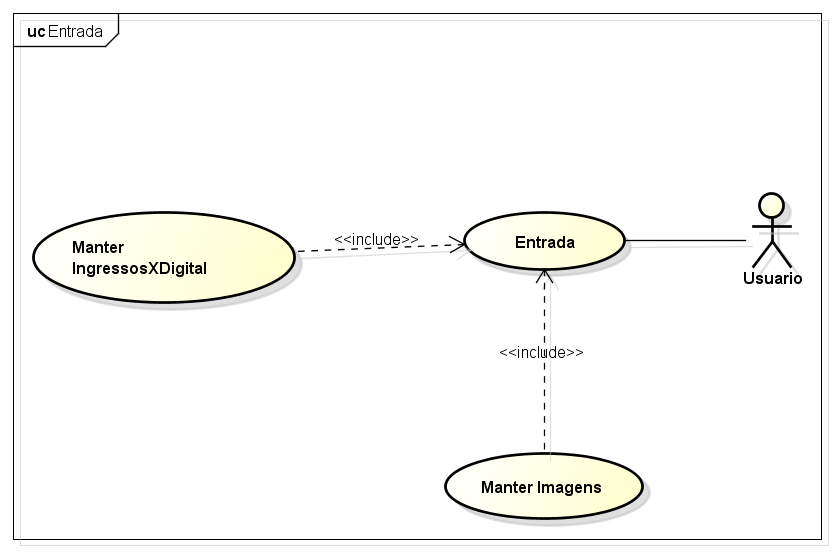 uc Entrada
Manter
IngressosXDigital
<<include>>
Entrada
Usuario
<<include>>
Manter Imagens